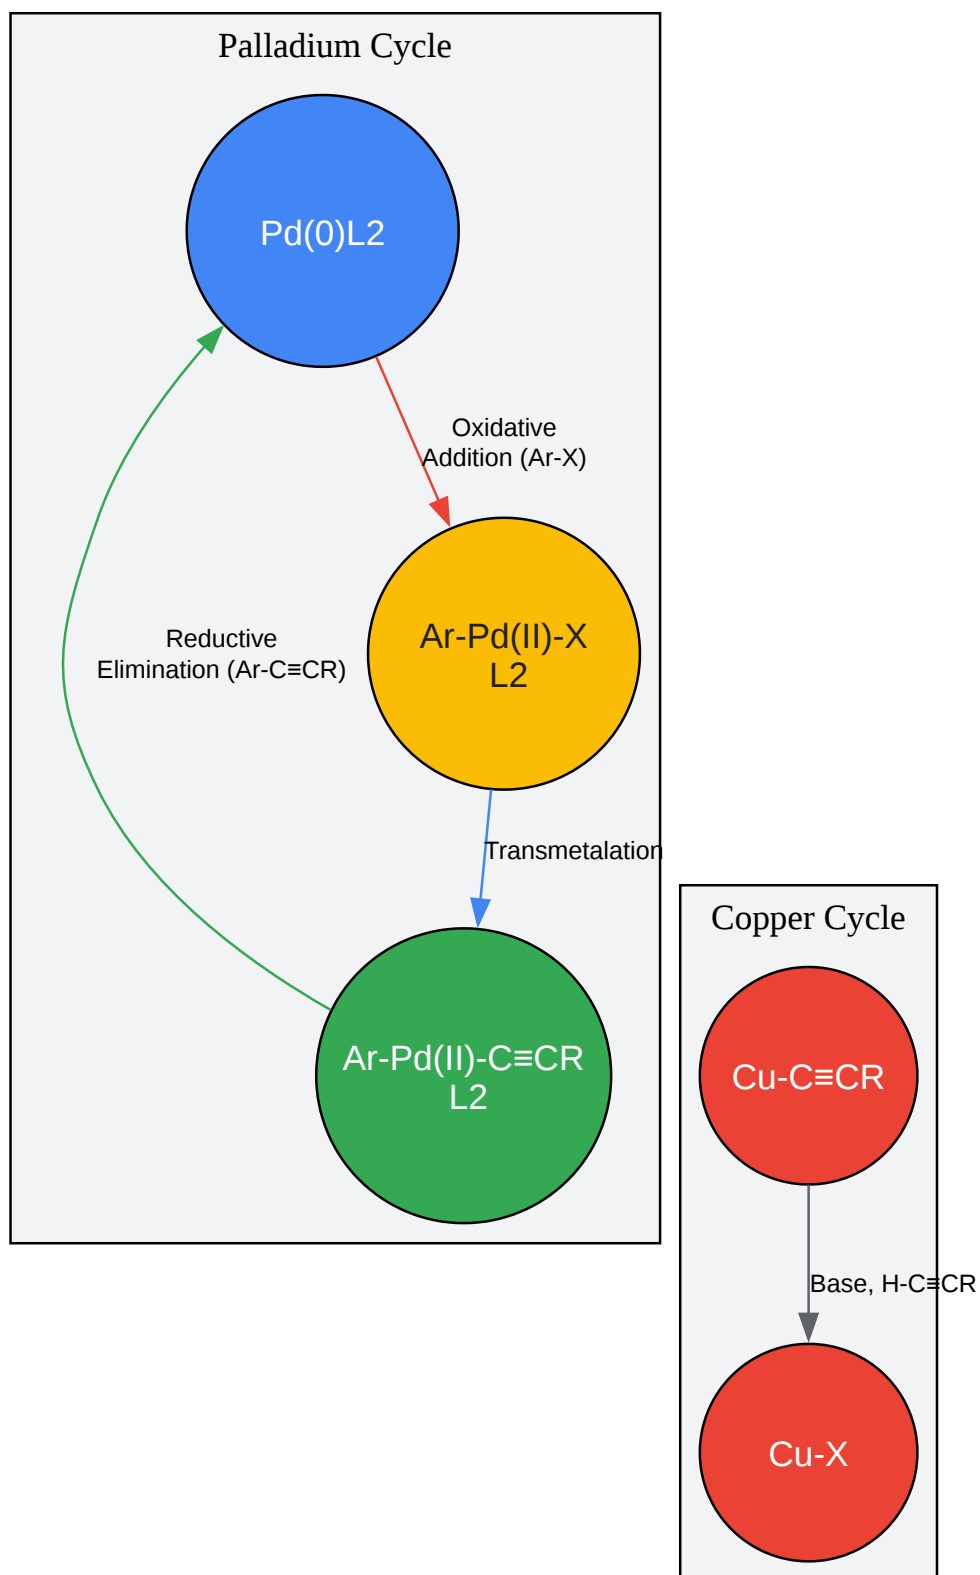 Palladium Cycle
Pd(0)L2
Oxidative
Addition (Ar-X)
Reductive
Elimination (Ar-C≡CR)
Ar-Pd(II)-X
L2
Transmetalation
Ar-Pd(II)-C≡CR
L2
Copper Cycle
Cu-C≡CR
Base, H-C≡CR
Cu-X